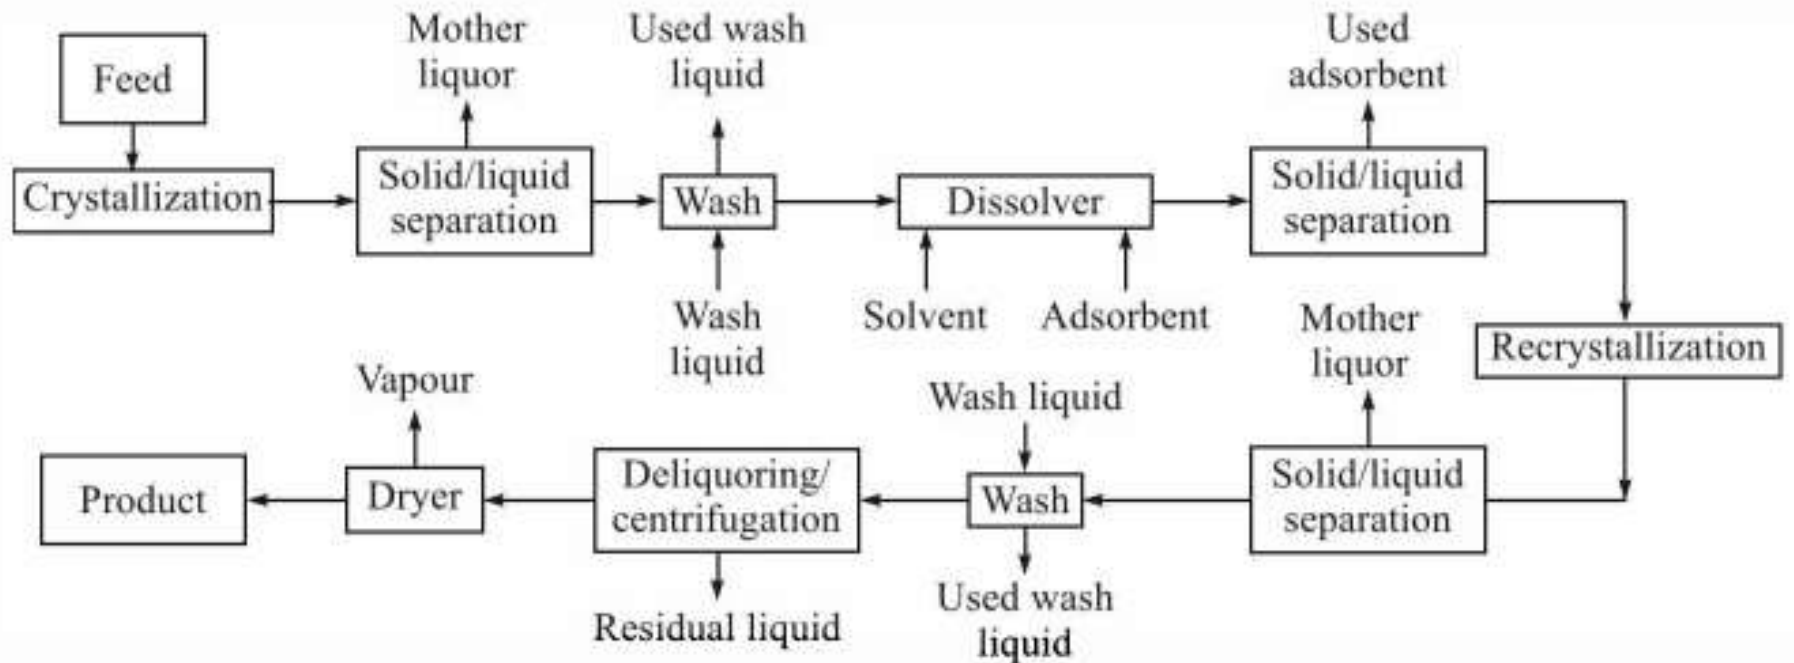 Feed
Crystallization
Mother
liquor
Solid/liquid
separation
Used wash
liquid
Wash
Wash
liquid
Dissolver
Solvent
Adsorbent
Used
adsorbent
Solid/liquid
separation
Recrystallization
Mother
liquor
Solid/liquid
separation
Wash liquid
Wash
Used wash
liquid
Deliquoring/
centrifugation
Residual liquid
Vapour
Dryer
Product